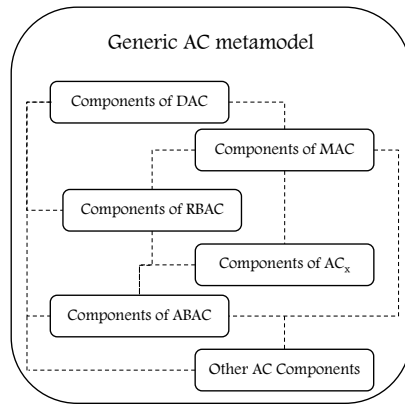 Generic AC metamodel
Components of DAC
Components of MAC
Components of RBAC
Components of ACx
Components of ABAC
Other AC Components